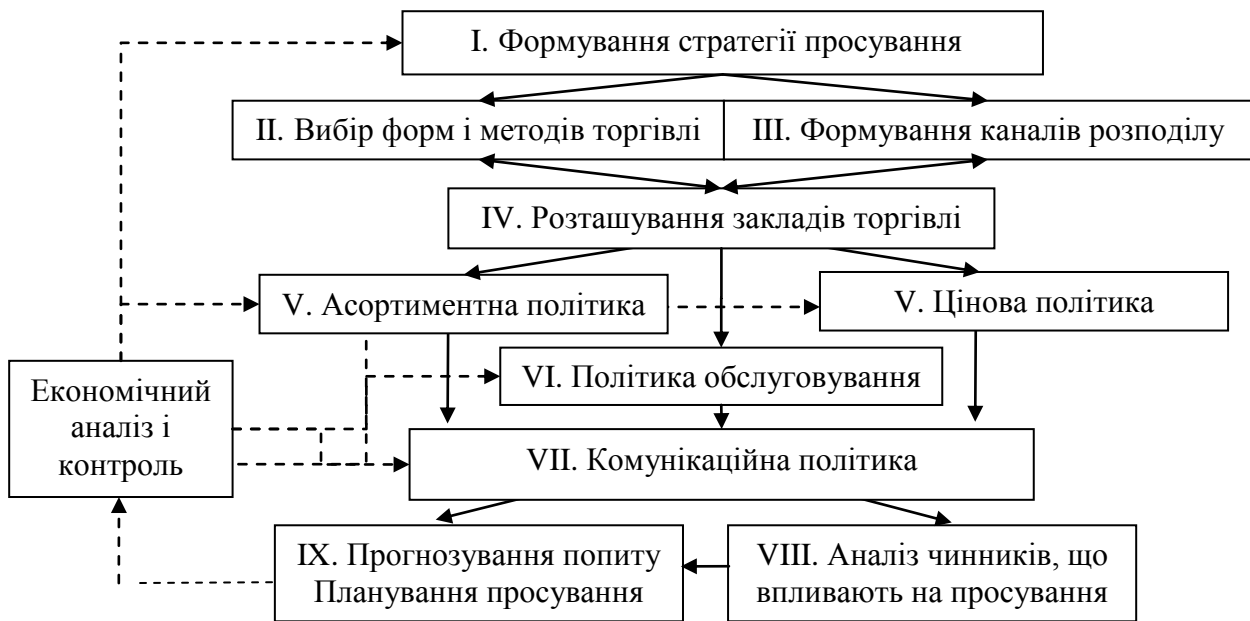 I. Формування стратегії просування
II. Вибір форм і методів торгівлі
III. Формування каналів розподілу
IV. Розташування закладів торгівлі
V. Асортиментна політика
V. Цінова політика
VI. Політика обслуговування
Економічний
аналіз і
контроль
VII. Комунікаційна політика
IX. Прогнозування попиту
Планування просування
VIII. Аналіз чинників, що
впливають на просування